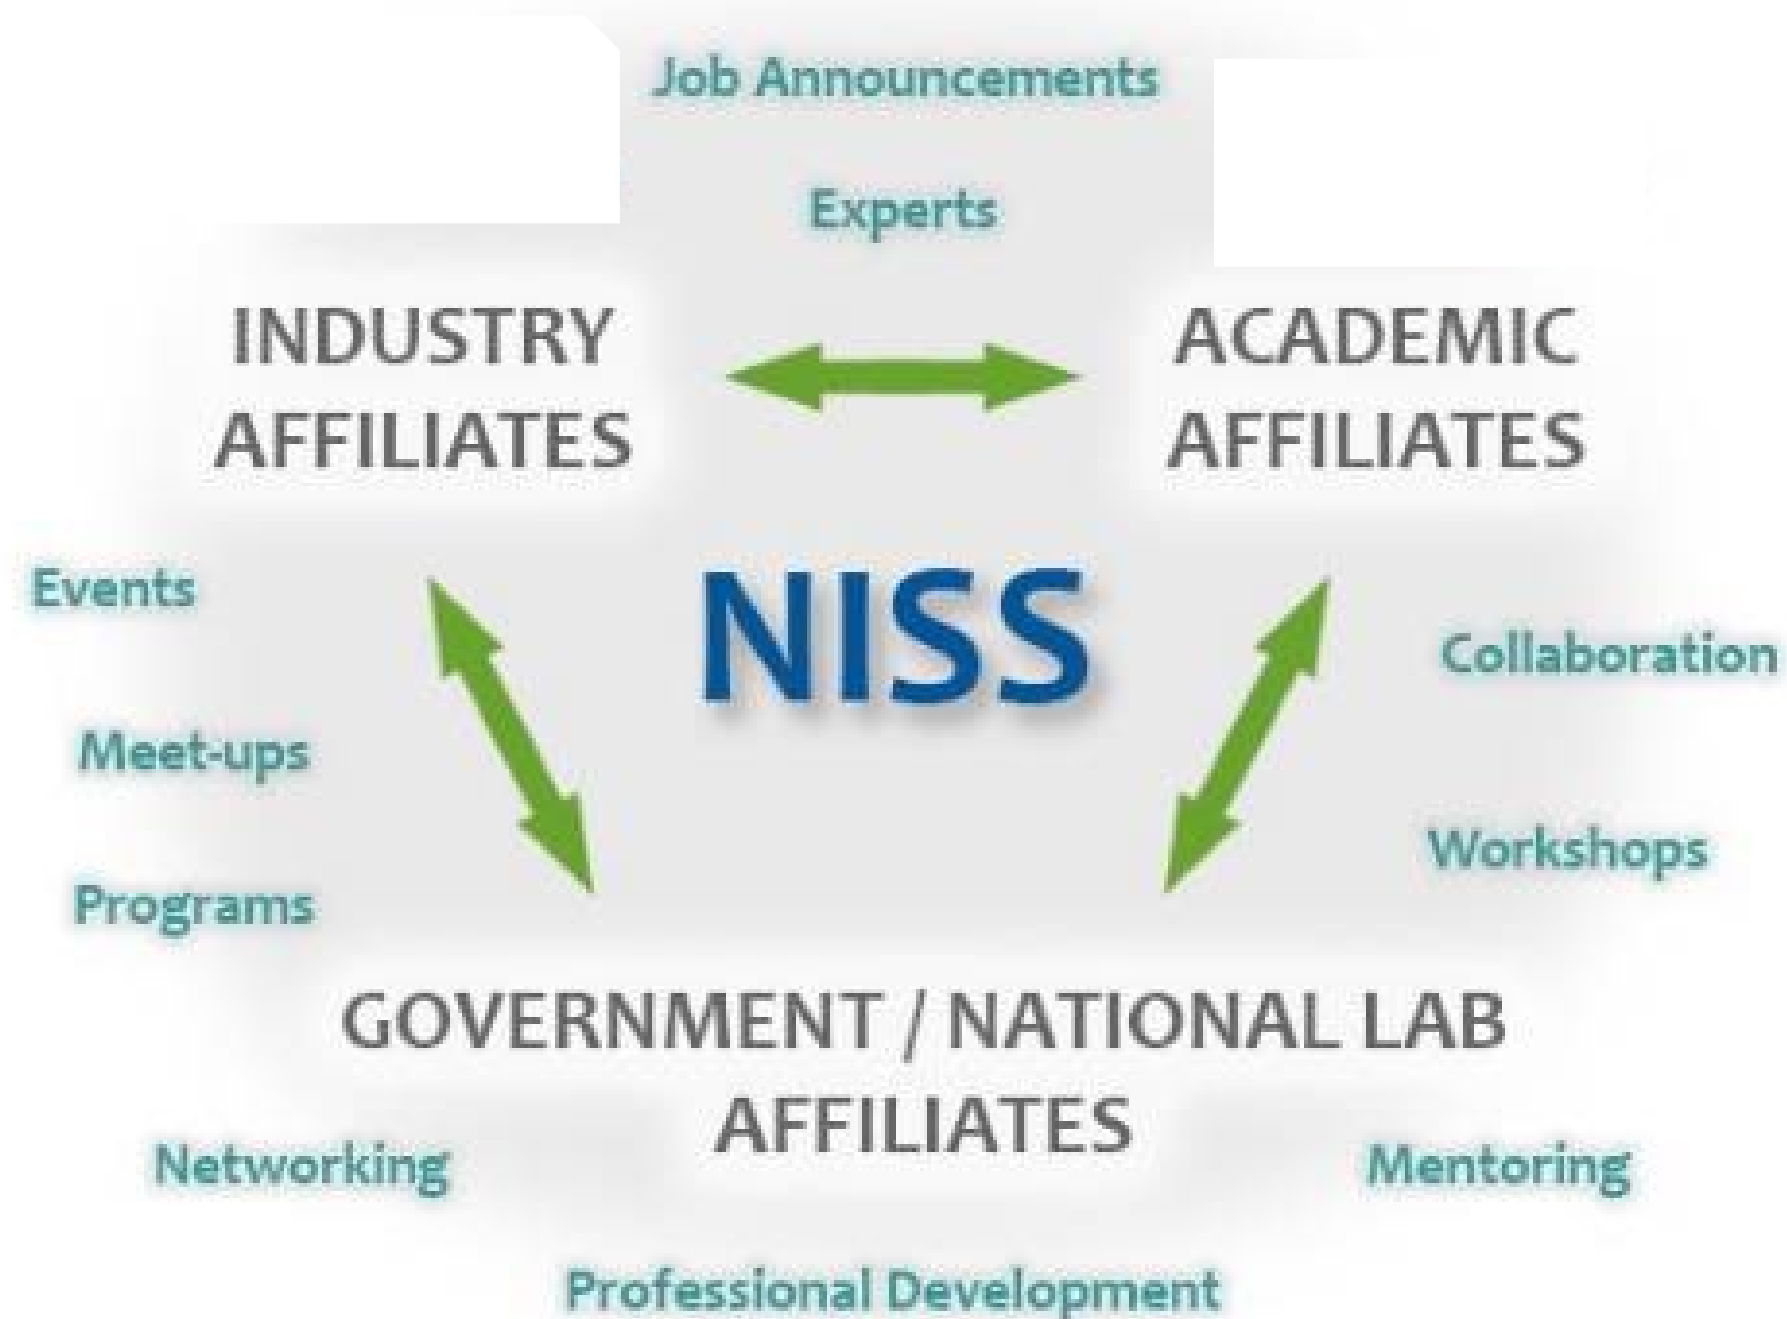 Job Announcements
Experts
INDUSTRY
AFFILIATES
ACADEMIC
AFFILIATES
NISS
Events
Collaboration
Meet-ups
Workshops
Programs
GOVERNMENT / NATIONAL LAB
AFFILIATES
Networking
Mentoring
Professional Development